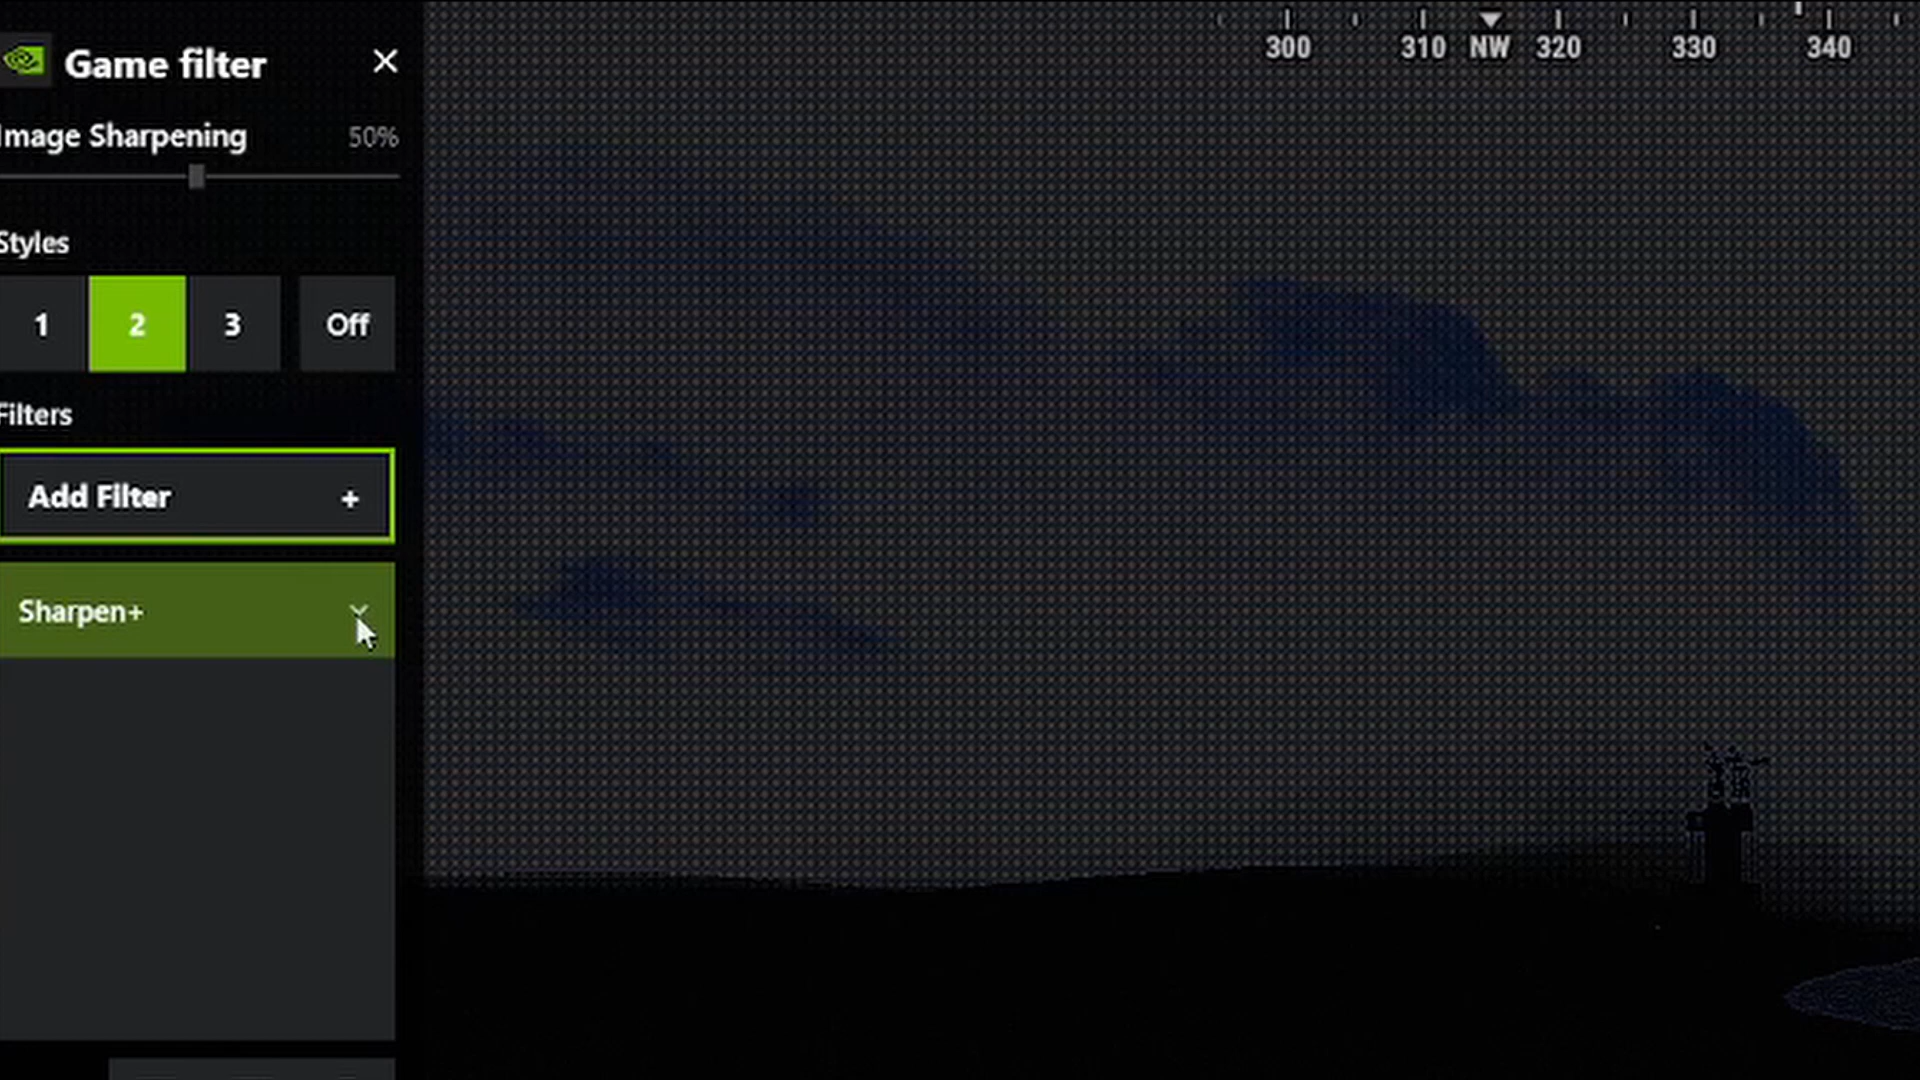 Game filter
300 310 NW 320 330 340
Image Sharpening 50%
Styles
1 2 3 Off
Filters
Add Filter +
Sharpen+